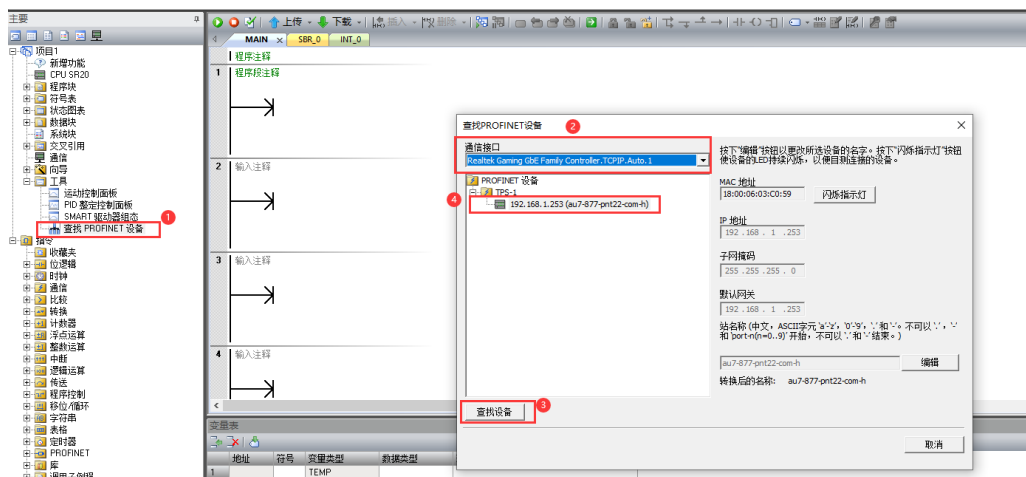 主要
项目1
新增功能
CPU SR20
程序块
符号表
状态图表
数据块
系统块
交叉引用
通信
向导
工具
运动控制面板
PID 整定控制面板
SMART 驱动器组态
查找 PROFINET 设备
1
指令
收藏夹
位逻辑
时钟
通信
比较
转换
计数器
浮点运算
整数运算
中断
逻辑运算
传送
程序控制
移位/循环
字符串
表格
定时器
PROFINET
库
调用子例程
上传
下载
插入
删除
MAIN
SBR_0
INT_0
程序注释
1
程序段注释
2
输入注释
3
输入注释
4
输入注释
变量表
地址
符号
变量类型
数据类型
1
TEMP
查找PROFINET设备
2
通信接口
Realtek Gaming GbE Family Controller.TCPIP.Auto.1
PROFINET 设备
TPS-1
4
192.168.1.253 (au7-877-pnt22-com-h)
查找设备
3
按下"编辑"按钮以更改所选设备的名字。按下"闪烁指示灯"按钮
使设备的LED持续闪烁，以便目测连接的设备。
MAC 地址
18:00:06:03:C0:59
闪烁指示灯
IP 地址
192 .168 . 1 .253
子网掩码
255 .255 .255 . 0
默认网关
192 .168 . 1 .253
站名称 (中文，ASCII字元 'a'-'z'，'0'-'9'，'.' 和 '-'。不可以 '.'，'-'
和 'port-n(n=0..9)' 开始，不可以 '.' 和 '-' 结束。)
au7-877-pnt22-com-h
编辑
转换后的名称: au7-877-pnt22-com-h
取消